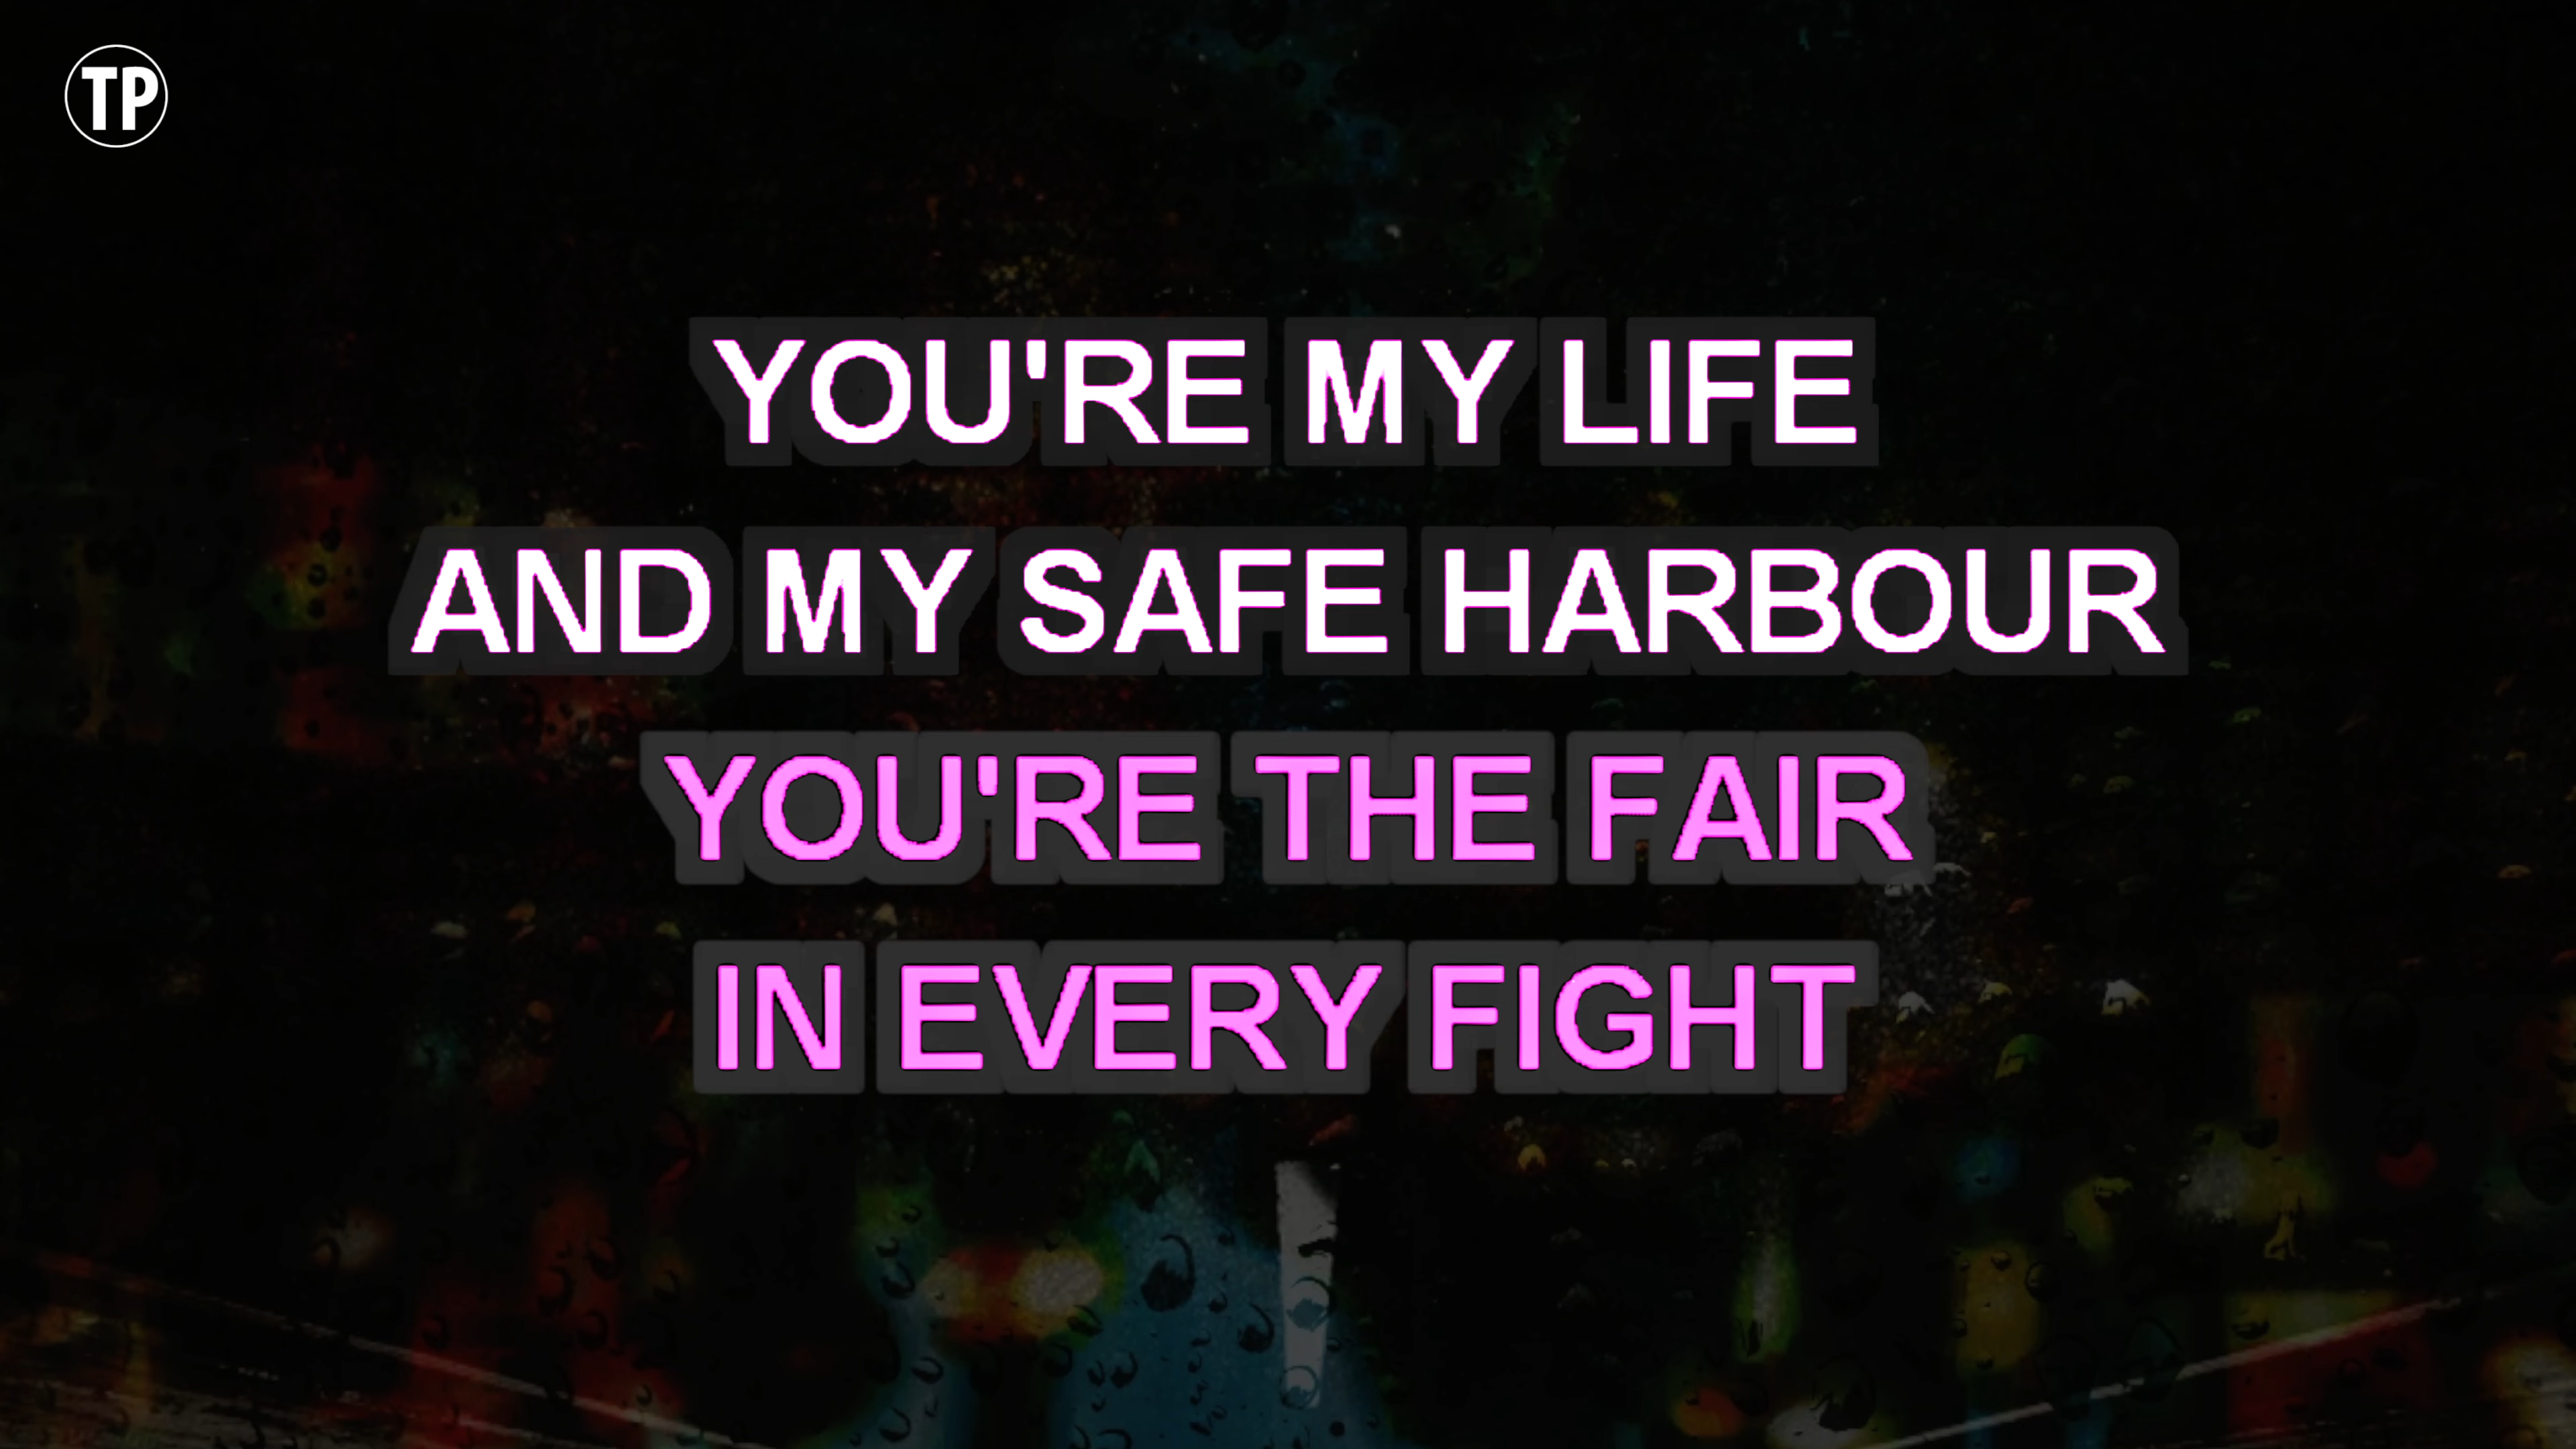 TP
YOU'RE MY LIFE
AND MY SAFE HARBOUR
YOU'RE THE FAIR
IN EVERY FIGHT